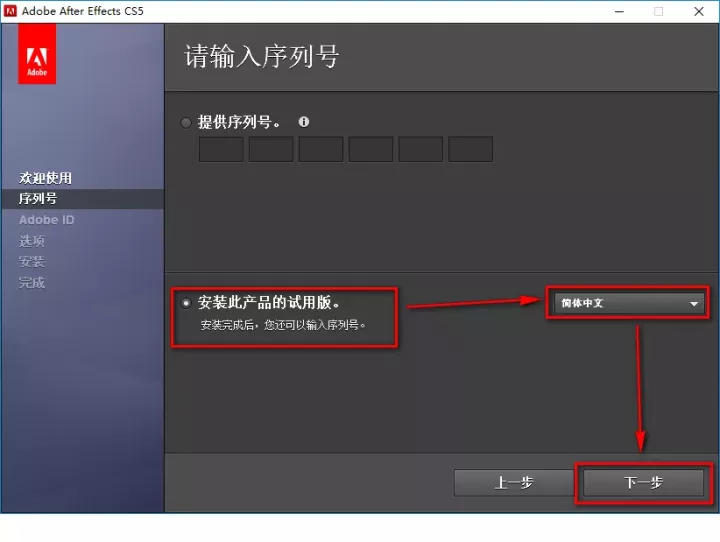 Adobe After Effects CS5
Adobe
请输入序列号
提供序列号。
欢迎使用
序列号
Adobe ID
选项
安装
完成
安装此产品的试用版。
安装完成后，您还可以输入序列号。
简体中文
上一步
下一步